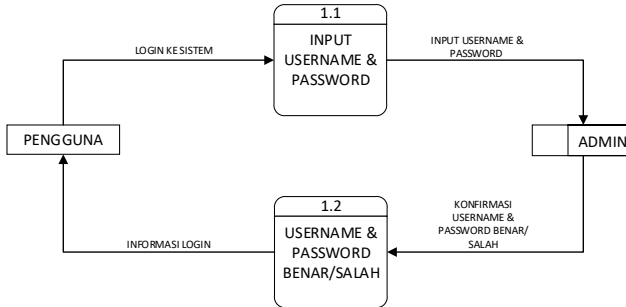 1.1
INPUT
USERNAME &
PASSWORD
LOGIN KE SISTEM
INPUT USERNAME &
PASSWORD
PENGGUNA
ADMIN
1.2
USERNAME &
PASSWORD
BENAR/SALAH
INFORMASI LOGIN
KONFIRMASI
USERNAME &
PASSWORD BENAR/
SALAH